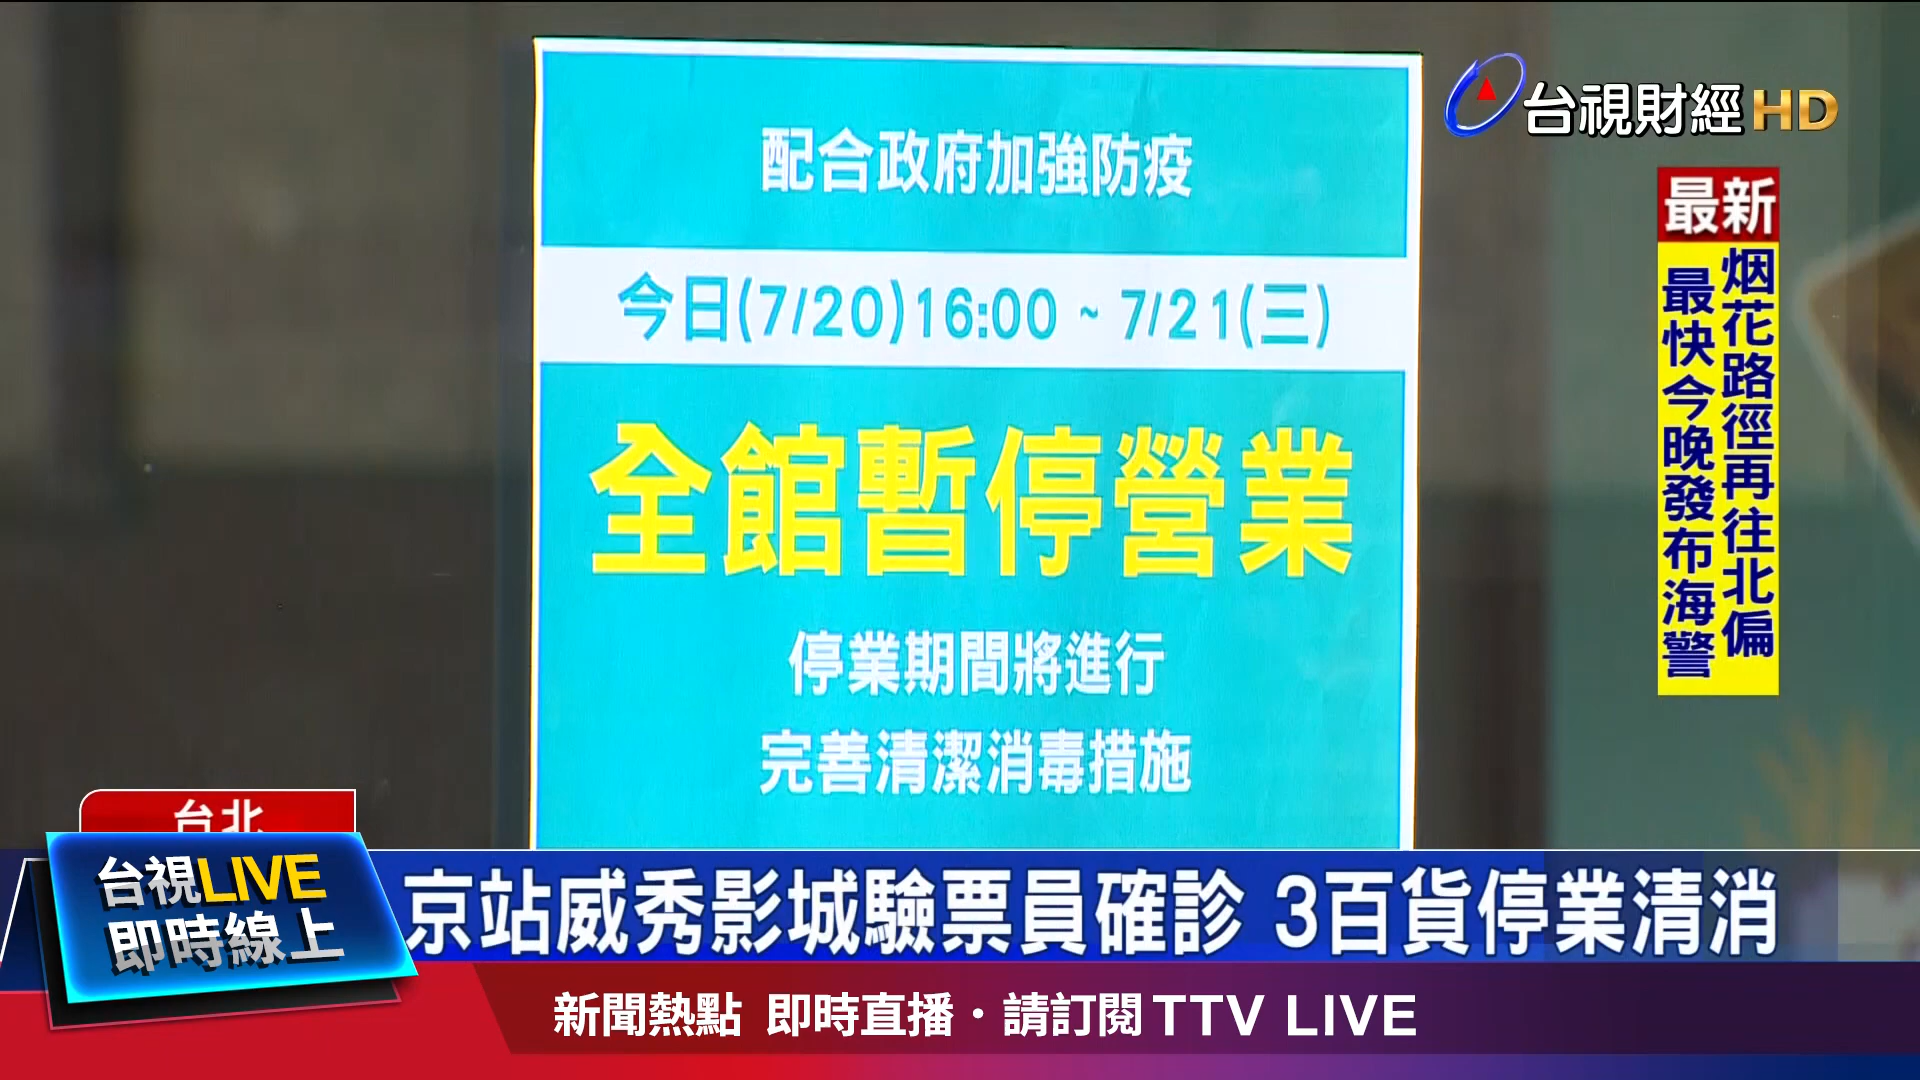 配合政府加強防疫
今日(7/20)16:00 ~ 7/21(三)
全館暫停營業
停業期間將進行
完善清潔消毒措施
台視財經HD
最新
烟花路徑再往北偏
最快今晚發布海警
台北
台視LIVE
即時線上
京站威秀影城驗票員確診 3百貨停業清消
新聞熱點 即時直播・請訂閱TTV LIVE